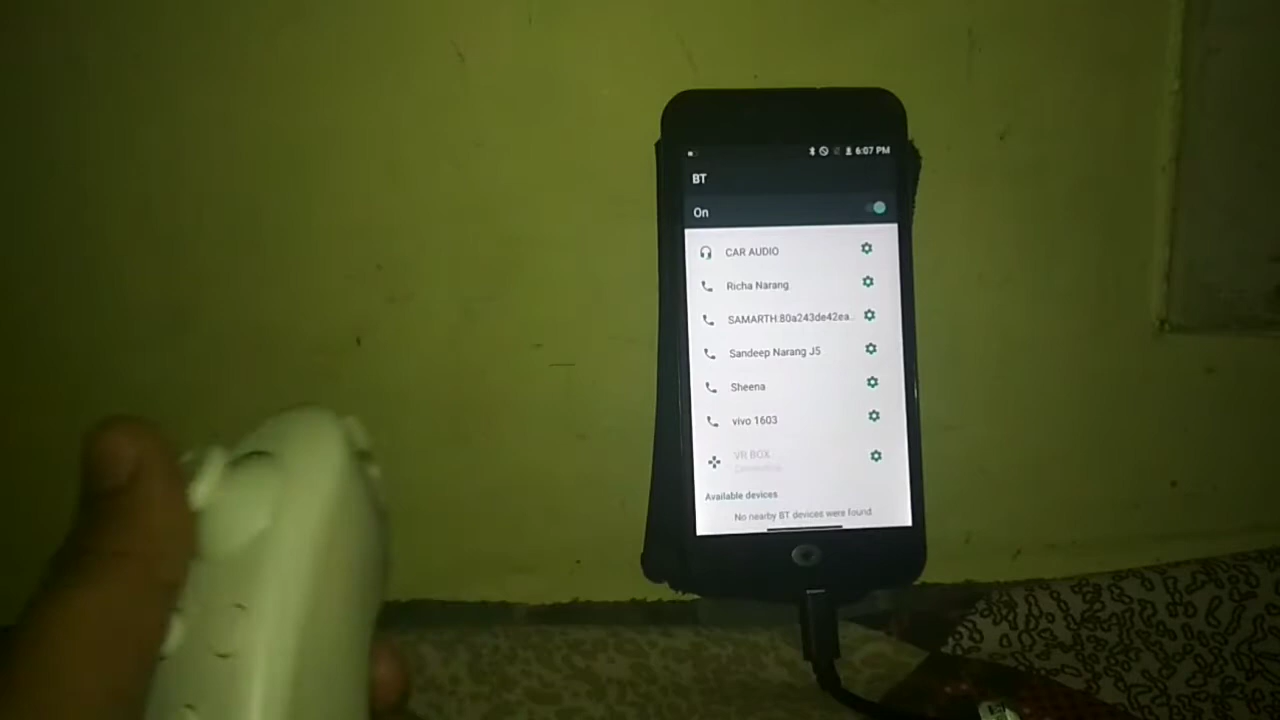 6:07 PM
BT
On
CAR AUDIO
Richa Narang
SAMARTH:80a243de42ea..
Sandeep Narang J5
Sheena
vivo 1603
VR BOX
Connecting…
Available devices
No nearby BT devices were found